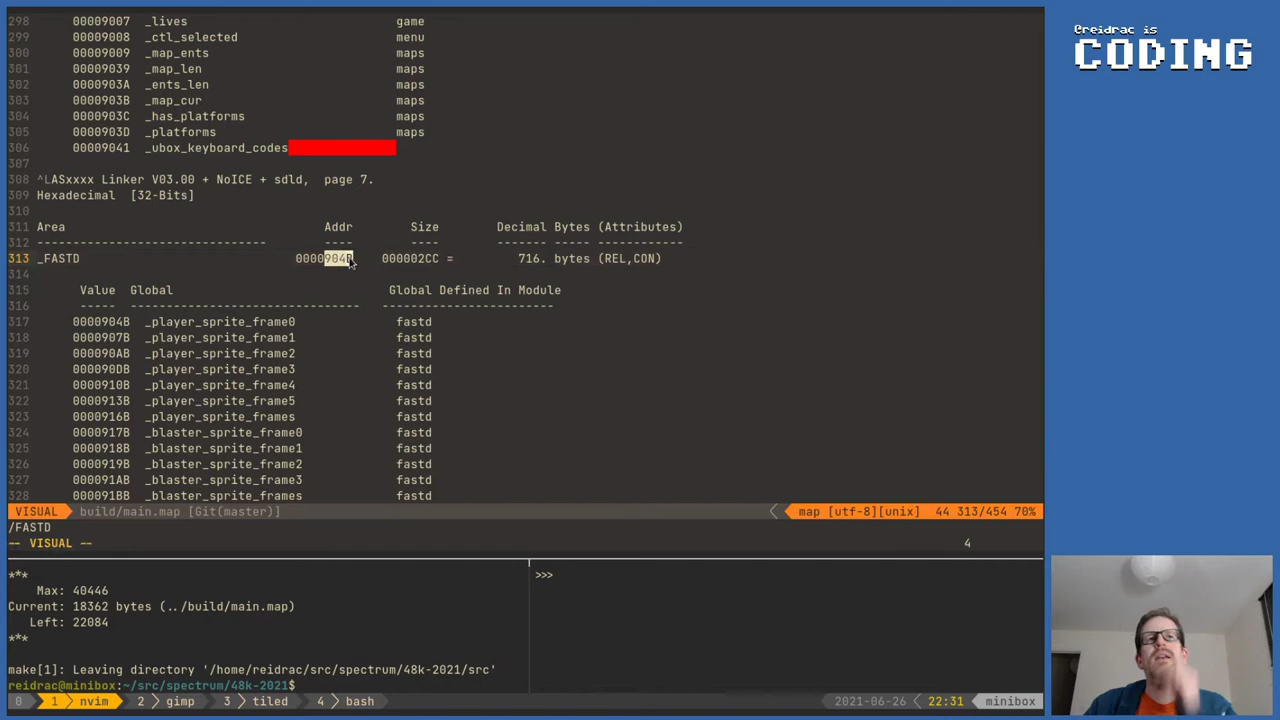 298 00009007 _lives game
299 00009008 _ctl_selected menu
300 00009009 _map_ents maps
301 00009039 _map_len maps
302 0000903A _ents_len maps
303 0000903B _map_cur maps
304 0000903C _has_platforms maps
305 0000903D _platforms maps
306 00009041 _ubox_keyboard_codes
307
308 ^LASxxxx Linker V03.00 + NoICE + sdld, page 7.
309 Hexadecimal [32-Bits]
310
311 Area Addr Size Decimal Bytes (Attributes)
312 -------------------------------- ---- ---- ------- ----- ------------
313 _FASTD 0000904B 000002CC = 716. bytes (REL,CON)
314
315 Value Global Global Defined In Module
316 ----- -------------------------------- ------------------------
317 0000904B _player_sprite_frame0 fastd
318 0000907B _player_sprite_frame1 fastd
319 000090AB _player_sprite_frame2 fastd
320 000090DB _player_sprite_frame3 fastd
321 0000910B _player_sprite_frame4 fastd
322 0000913B _player_sprite_frame5 fastd
323 0000916B _player_sprite_frames fastd
324 0000917B _blaster_sprite_frame0 fastd
325 0000918B _blaster_sprite_frame1 fastd
326 0000919B _blaster_sprite_frame2 fastd
327 000091AB _blaster_sprite_frame3 fastd
328 000091BB _blaster_sprite_frames fastd
VISUAL build/main.map [Git(master)] map [utf-8][unix] 44 313/454 70%
/FASTD
-- VISUAL -- 4
***
Max: 40446
Current: 18362 bytes (../build/main.map)
Left: 22084
***
make[1]: Leaving directory '/home/reidrac/src/spectrum/48k-2021/src'
reidrac@minibox:~/src/spectrum/48k-2021$
>>>
0 1 nvim 2 gimp 3 tiled 4 bash 2021-06-26 22:31 minibox
@reidrac is
CODING